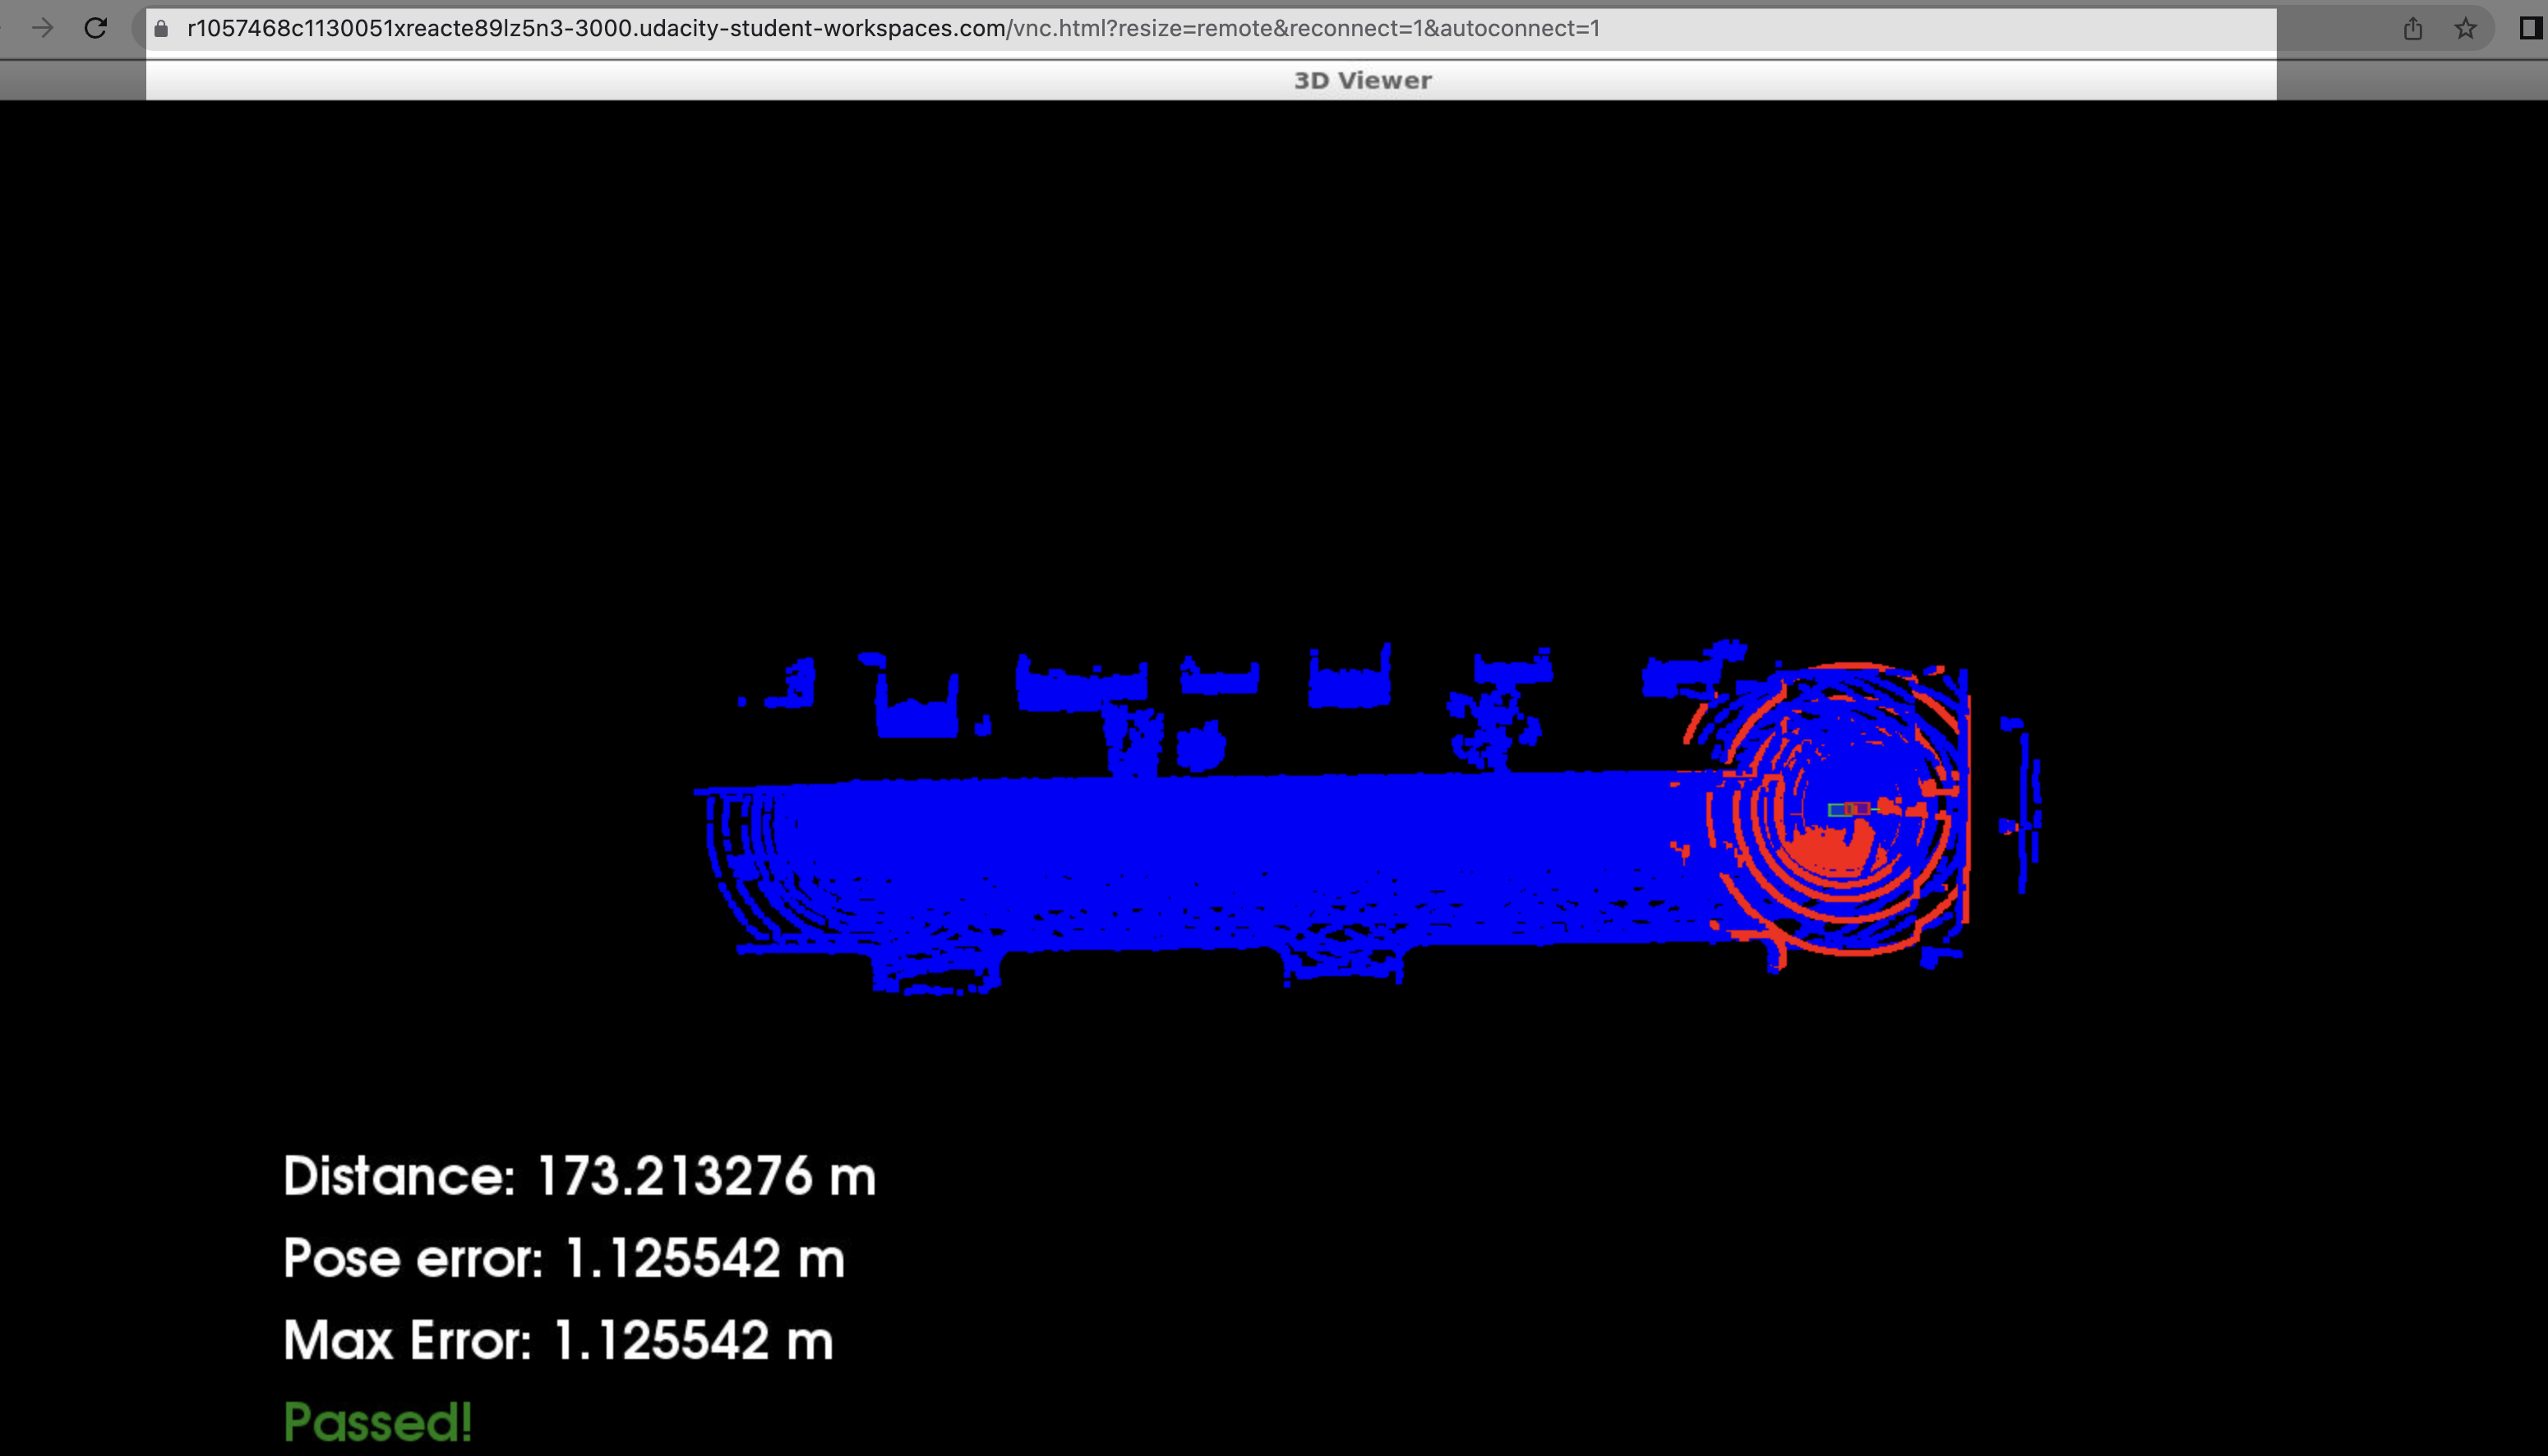 r1057468c1130051xreacte89lz5n3-3000.udacity-student-workspaces.com/vnc.html?resize=remote&reconnect=1&autoconnect=1
3D Viewer
Distance: 173.213276 m
Pose error: 1.125542 m
Max Error: 1.125542 m
Passed!